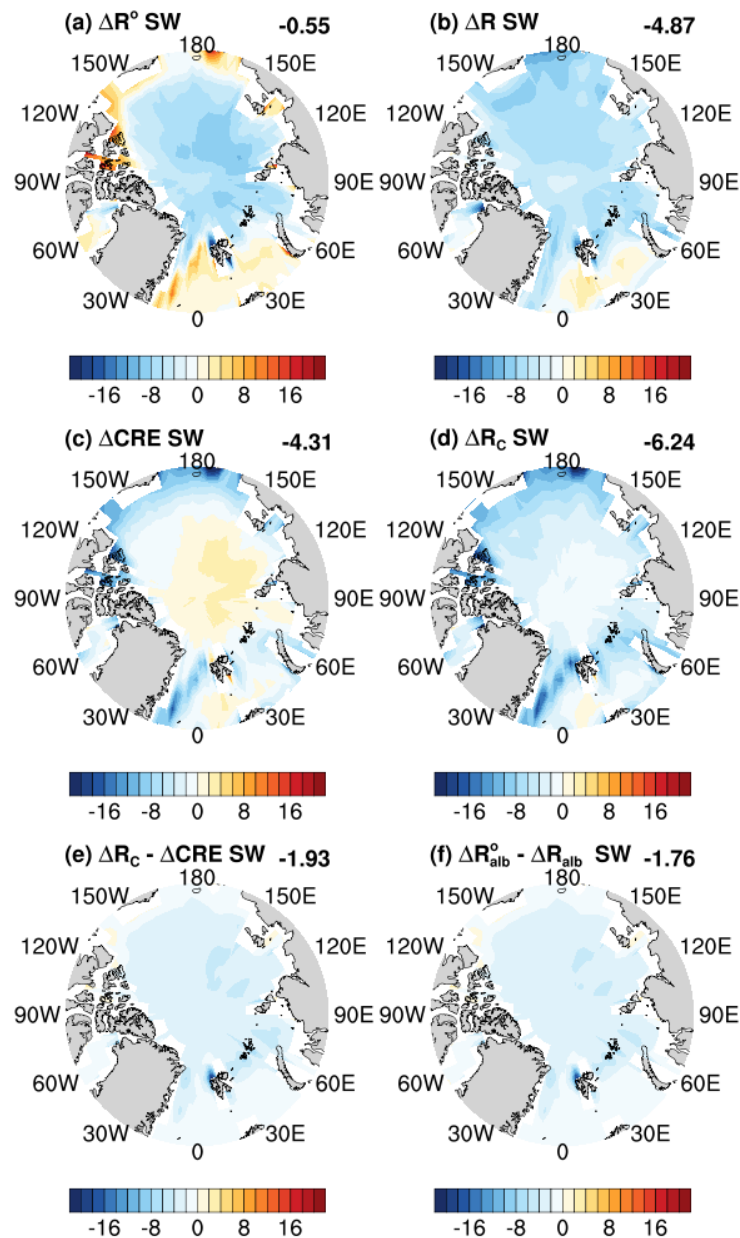 (a) ΔR° SW -0.55 (b) ΔR SW -4.87
180 180
150W 150E 150W 150E
120W 120E 120W 120E
90W 90E 90W 90E
60W 60E 60W 60E
30W 30E 30W 30E
0 0
-16 -8 0 8 16 -16 -8 0 8 16
(c) ΔCRE SW -4.31 (d) ΔR_C SW -6.24
180 180
150W 150E 150W 150E
120W 120E 120W 120E
90W 90E 90W 90E
60W 60E 60W 60E
30W 30E 30W 30E
0 0
-16 -8 0 8 16 -16 -8 0 8 16
(e) ΔR_C - ΔCRE SW -1.93 (f) ΔR°_alb - ΔR_alb SW -1.76
180 180
150W 150E 150W 150E
120W 120E 120W 120E
90W 90E 90W 90E
60W 60E 60W 60E
30W 30E 30W 30E
0 0
-16 -8 0 8 16 -16 -8 0 8 16